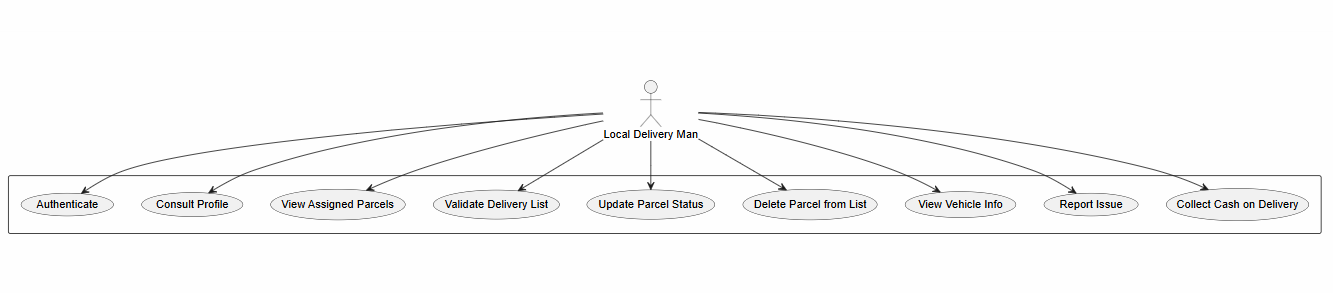 Local Delivery Man
Authenticate
Consult Profile
View Assigned Parcels
Validate Delivery List
Update Parcel Status
Delete Parcel from List
View Vehicle Info
Report Issue
Collect Cash on Delivery